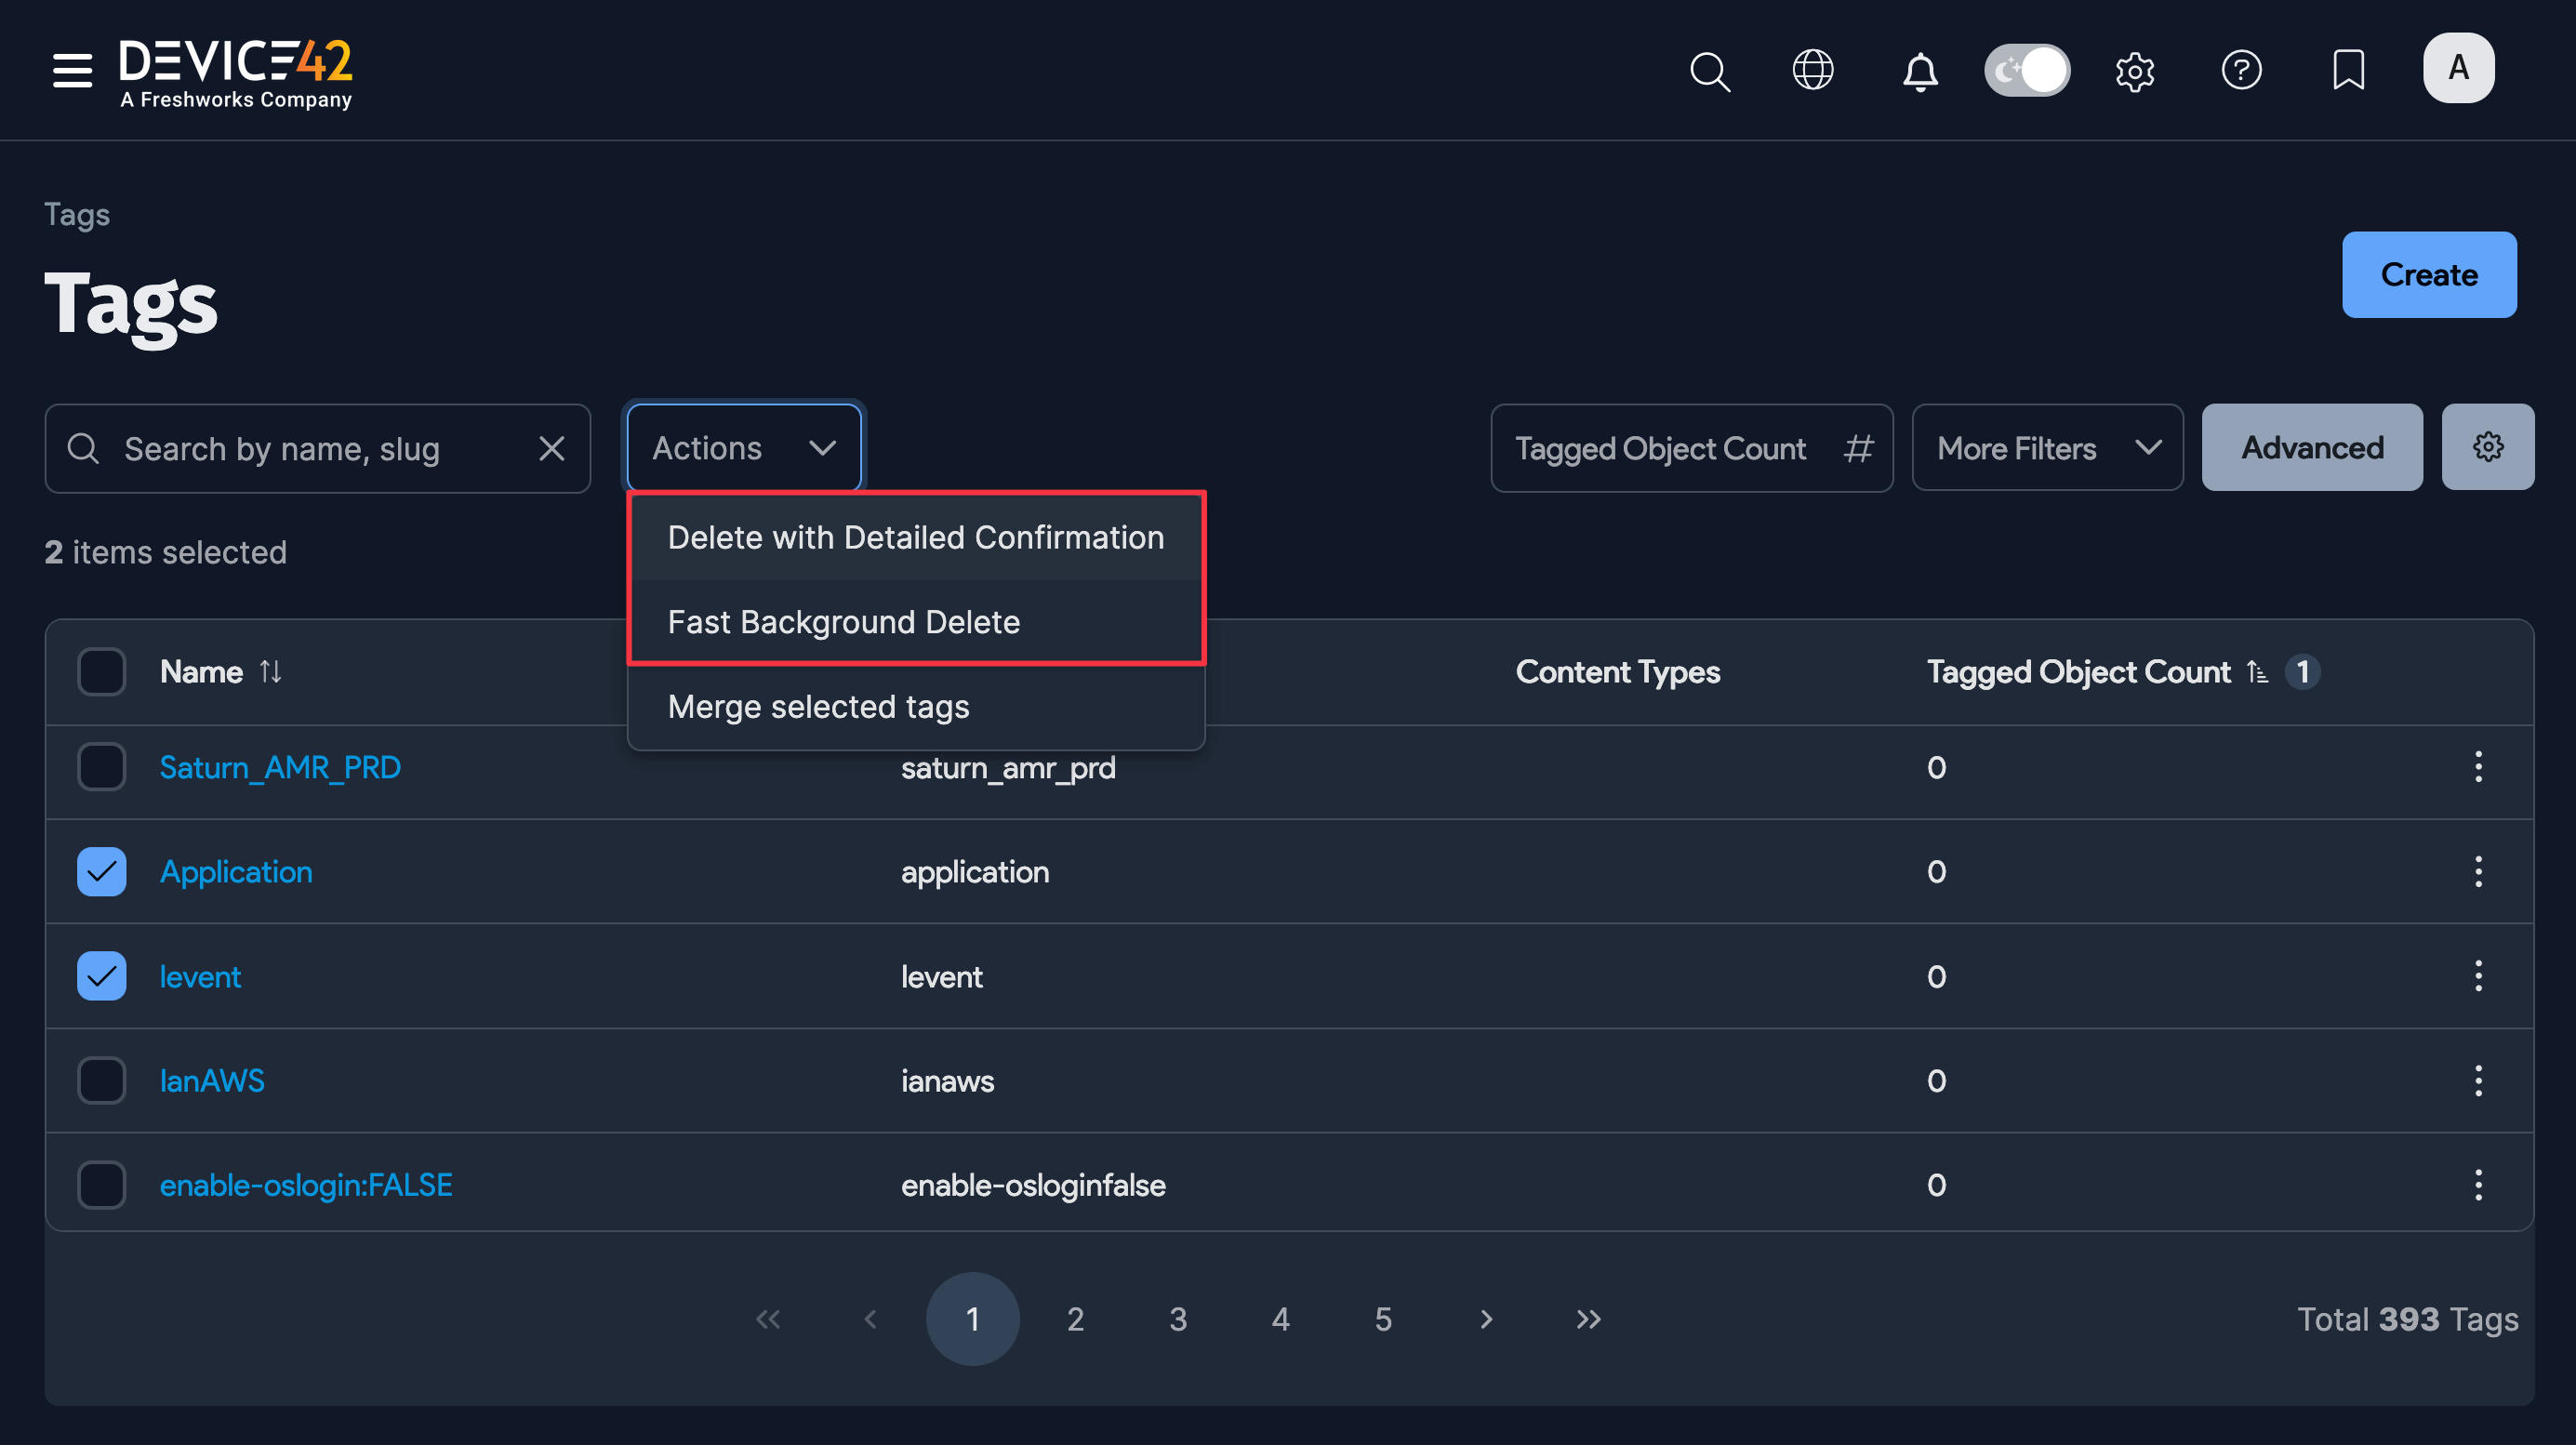 DEVICE42
A Freshworks Company
A
Tags
Tags
Create
Search by name, slug
Actions
Tagged Object Count #
More Filters
Advanced
Delete with Detailed Confirmation
Fast Background Delete
Merge selected tags
2 items selected
Name
Content Types
Tagged Object Count 1
Saturn_AMR_PRD saturn_amr_prd 0
Application application 0
levent levent 0
IanAWS ianaws 0
enable-oslogin:FALSE enable-osloginfalse 0
« ‹ 1 2 3 4 5 › »
Total 393 Tags